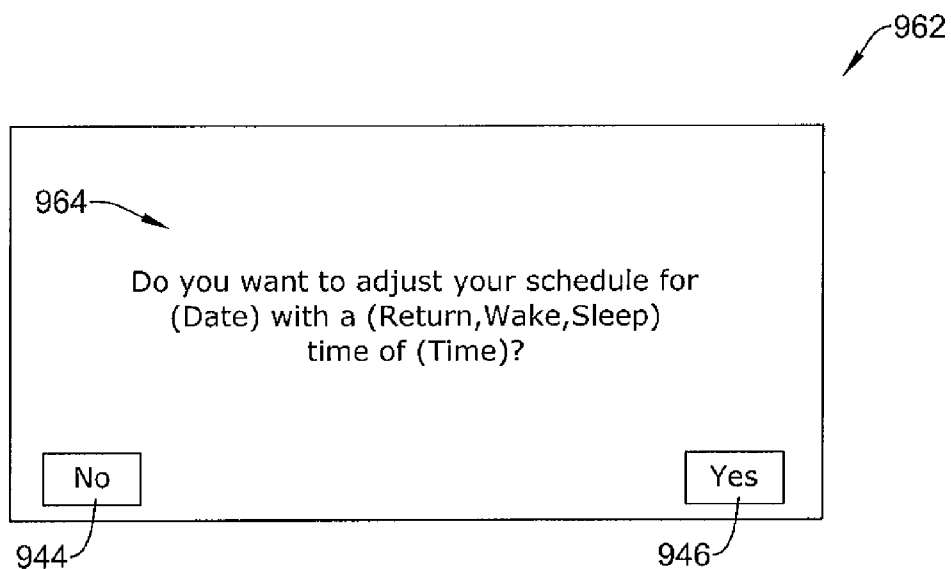 962
964
Do you want to adjust your schedule for
(Date) with a (Return,Wake,Sleep)
time of (Time)?
No
Yes
944
946